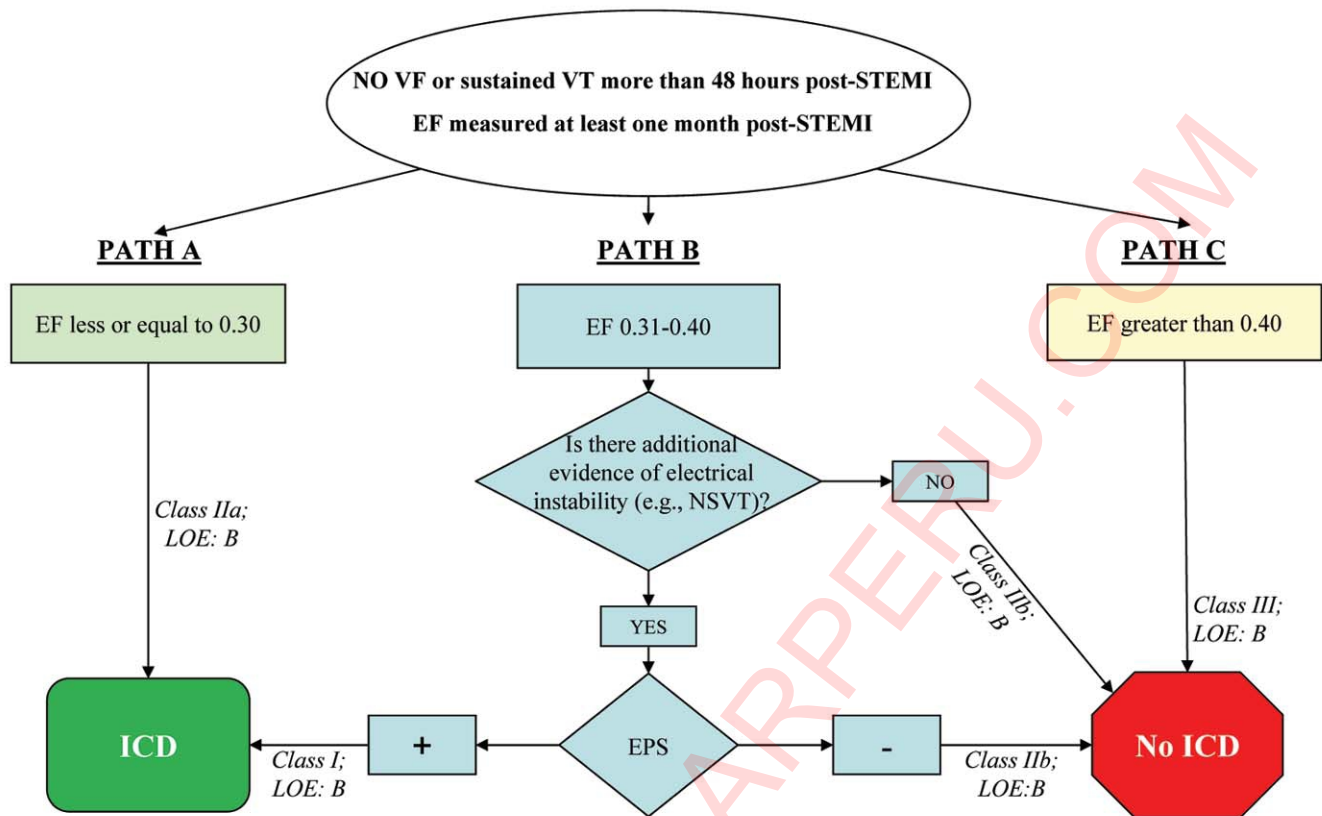 NO VF or sustained VT more than 48 hours post-STEMI
EF measured at least one month post-STEMI
PATH A
PATH B
PATH C
EF less or equal to 0.30
EF 0.31-0.40
EF greater than 0.40
Is there additional
evidence of electrical
instability (e.g., NSVT)?
NO
Class IIa;
LOE: B
Class IIb;
LOE: B
Class III;
LOE: B
YES
ICD
Class I;
LOE: B
+
EPS
-
Class IIb;
LOE:B
No ICD
ARPERU.COM